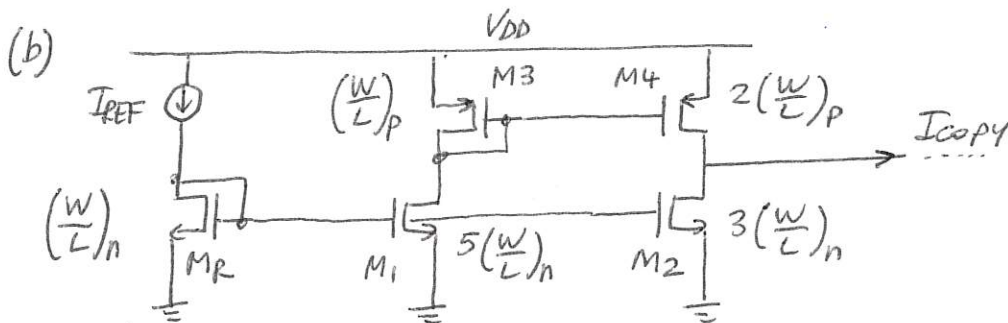 (b)
VDD
IREF
(W/L)p
M3
M4
2(W/L)p
Icopy
(W/L)n
MR
M1
5(W/L)n
M2
3(W/L)n